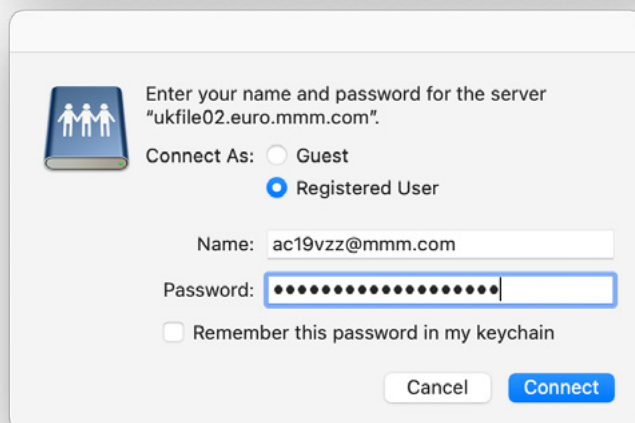 Enter your name and password for the server
“ukfile02.euro.mmm.com”.
Connect As: Guest
Registered User
Name: ac19vzz@mmm.com
Password: •••••••••••••••••••
Remember this password in my keychain
Cancel Connect